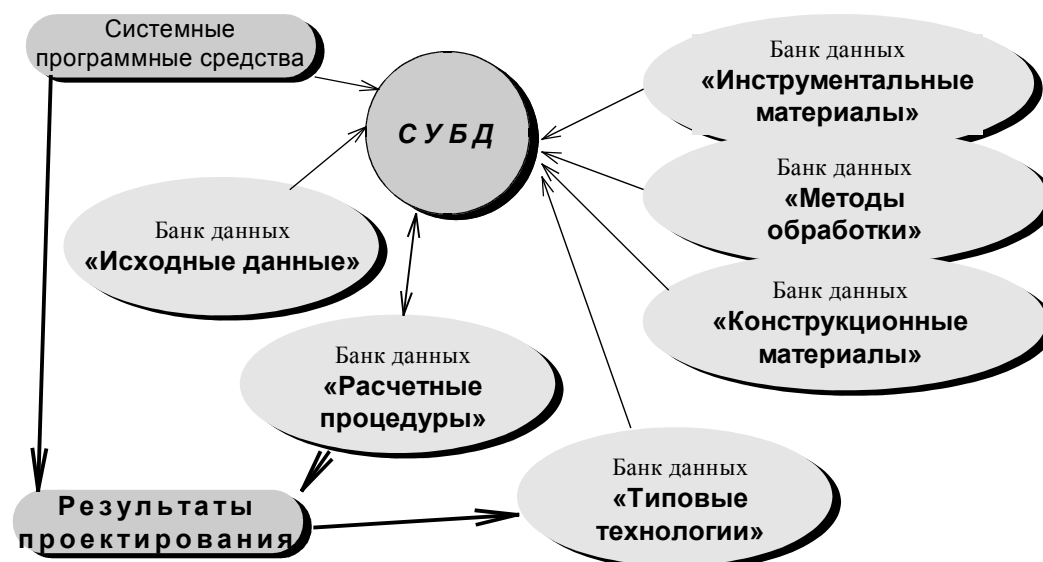 Системные
программные средства
СУБД
Банк данных
«Инструментальные
материалы»
Банк данных
«Методы
обработки»
Банк данных
«Исходные данные»
Банк данных
«Конструкционные
материалы»
Банк данных
«Расчетные
процедуры»
Банк данных
«Типовые
технологии»
Результаты
проектирования